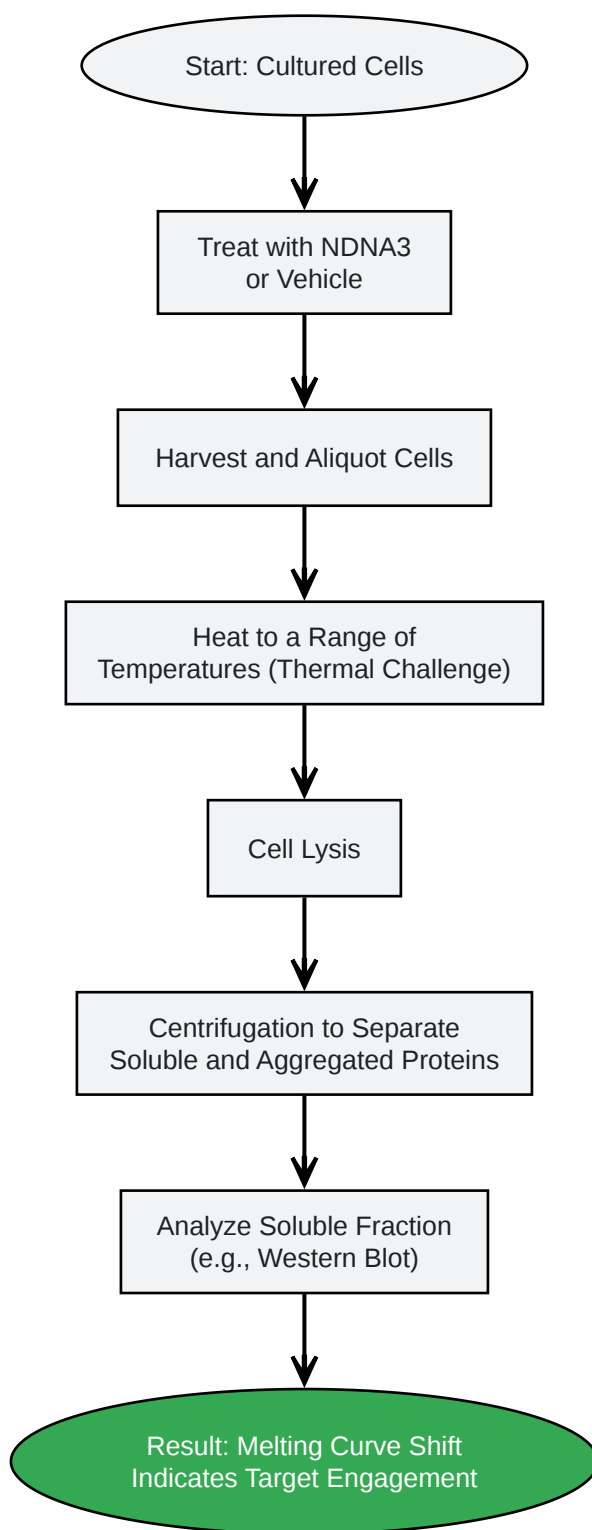 Start: Cultured Cells
Treat with NDNA3
or Vehicle
Harvest and Aliquot Cells
Heat to a Range of
Temperatures (Thermal Challenge)
Cell Lysis
Centrifugation to Separate
Soluble and Aggregated Proteins
Analyze Soluble Fraction
(e.g., Western Blot)
Result: Melting Curve Shift
Indicates Target Engagement